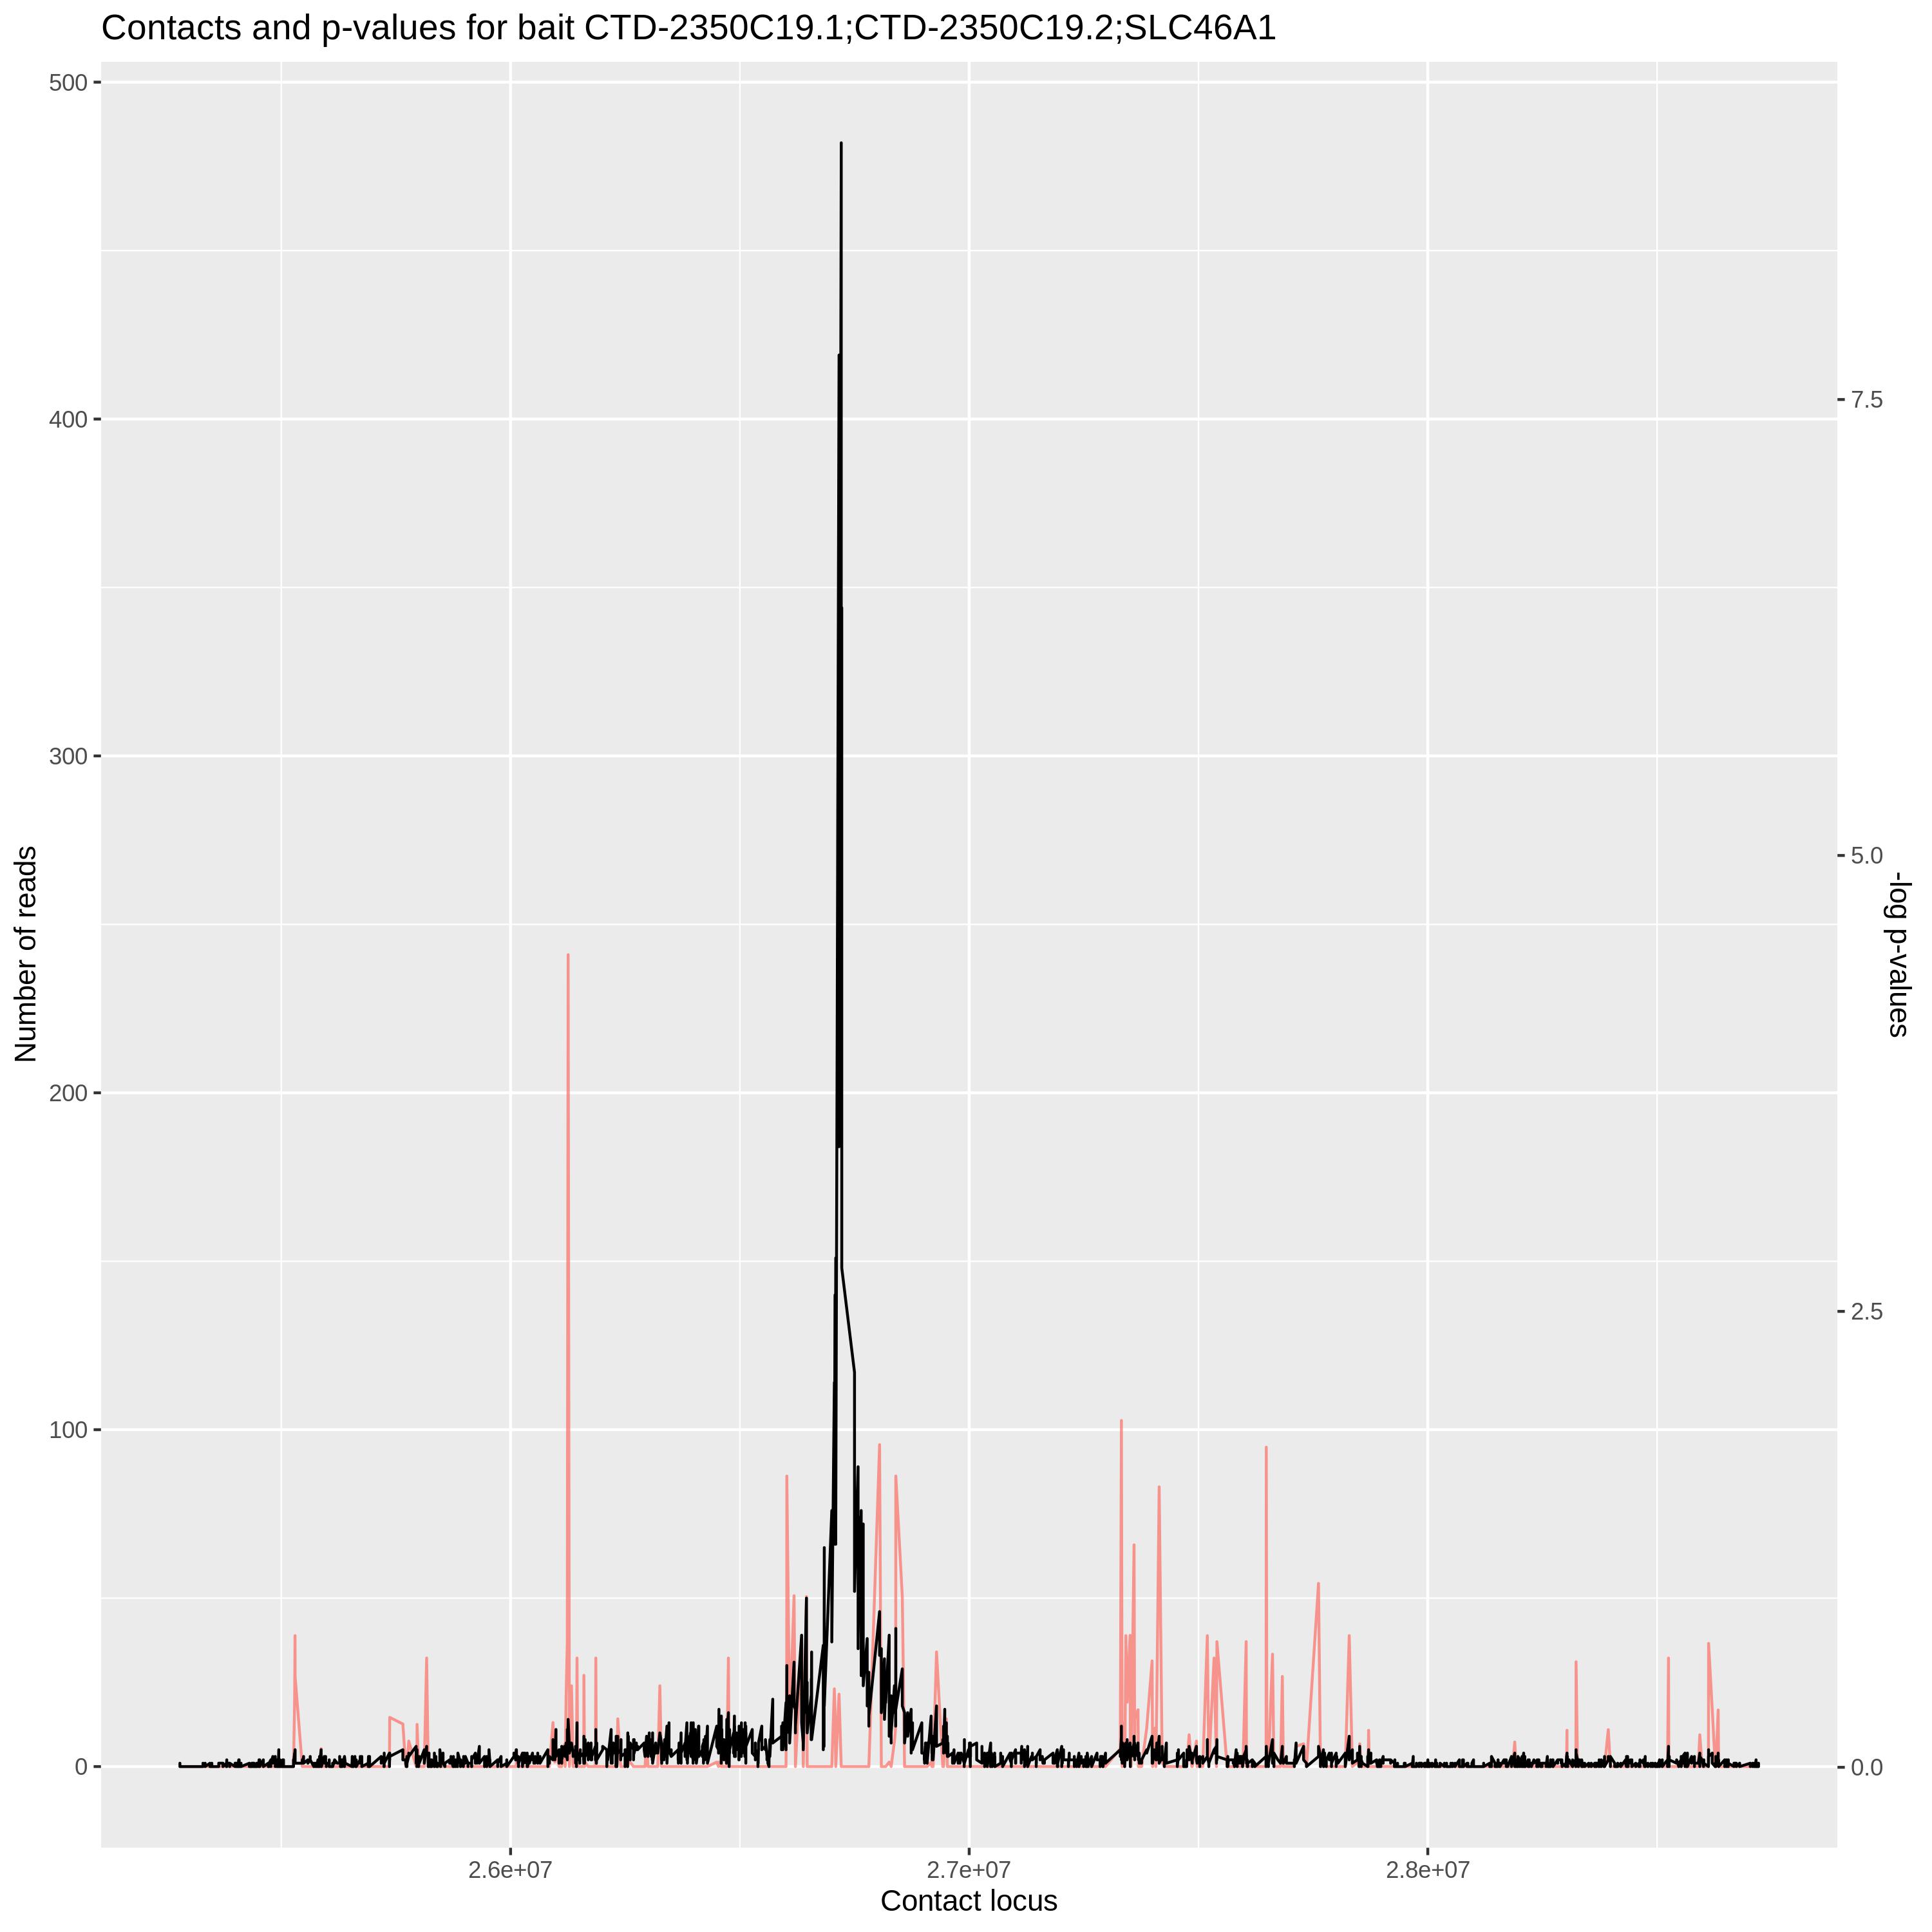 Contacts and p-values for bait CTD-2350C19.1;CTD-2350C19.2;SLC46A1
500
400
300
200
100
0
Number of reads
7.5
5.0
2.5
0.0
-log p-values
2.6e+07
2.7e+07
2.8e+07
Contact locus